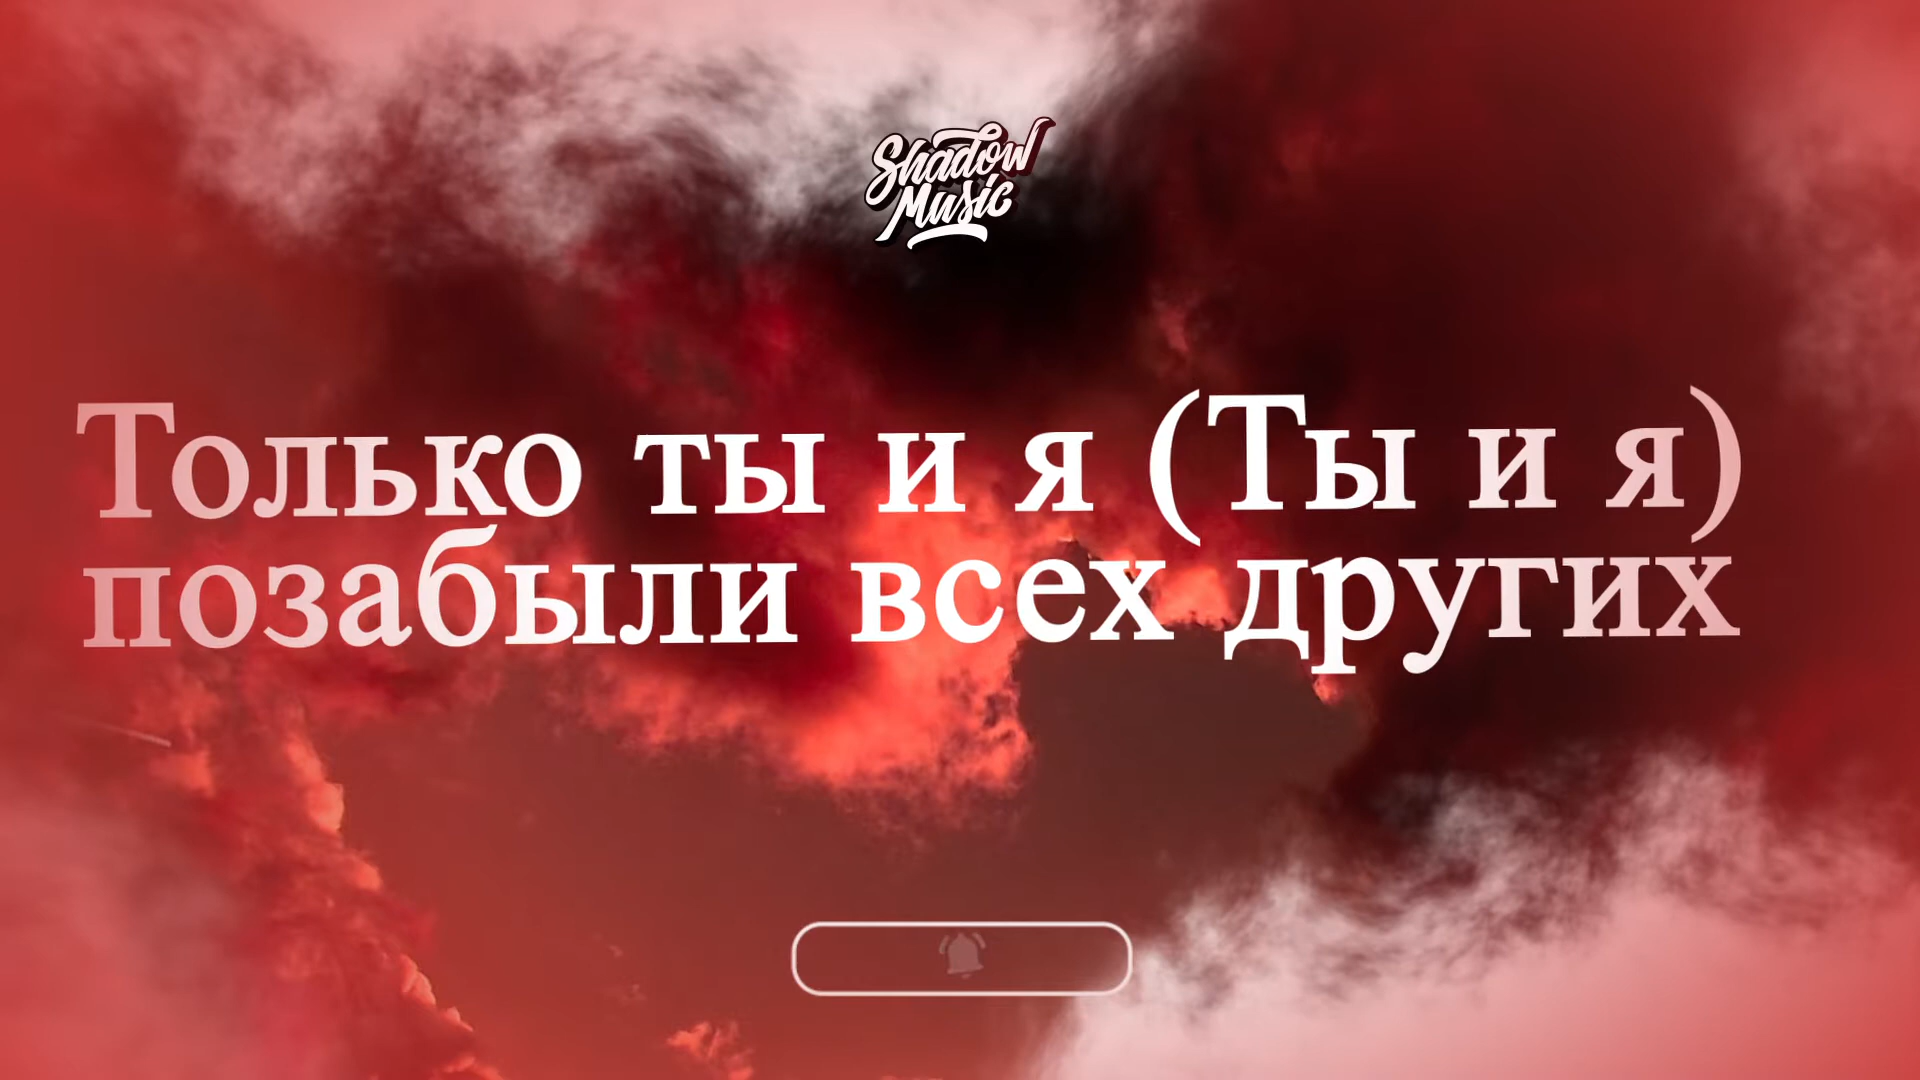 Shadow
Music
Только ты и я (Ты и я)
позабыли всех других